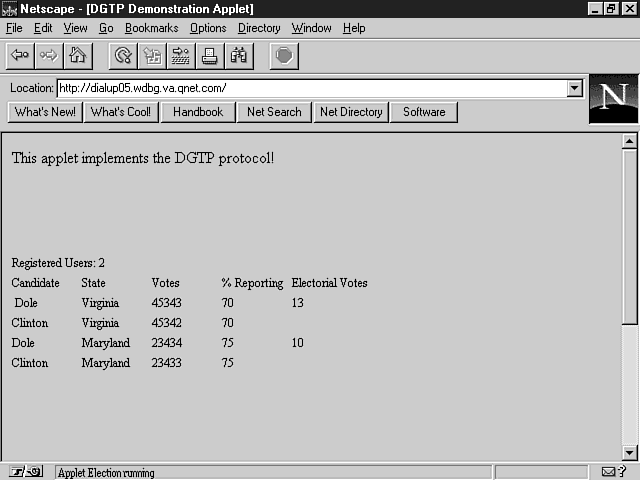 Netscape - [DGTP Demonstration Applet]
File Edit View Go Bookmarks Options Directory Window Help
Location: http://dialup05.wdbg.va.qnet.com/
N
What's New! What's Cool! Handbook Net Search Net Directory Software
This applet implements the DGTP protocol!
Registered Users: 2
Candidate State Votes % Reporting Electorial Votes
Dole Virginia 45343 70 13
Clinton Virginia 45342 70
Dole Maryland 23434 75 10
Clinton Maryland 23433 75
Applet Election running
?